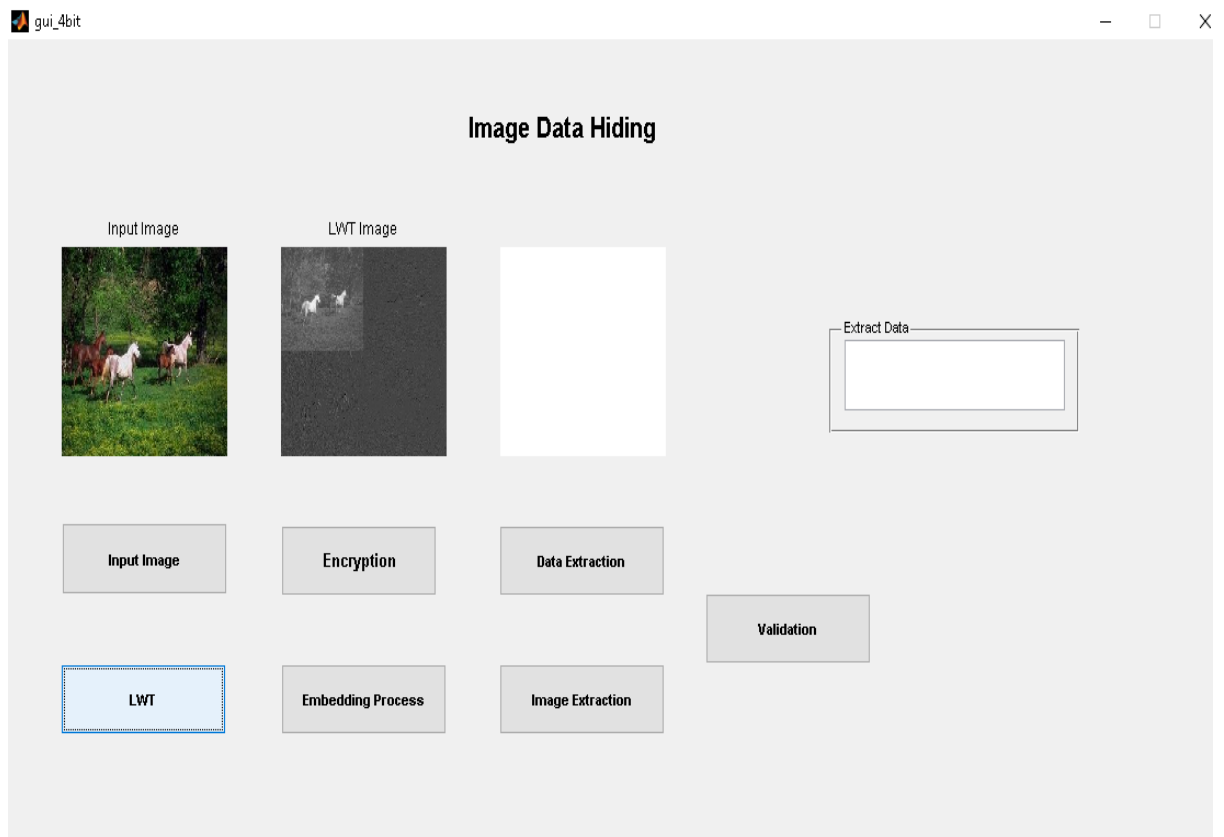 gui_4bit
Image Data Hiding
Input Image
LWT Image
Extract Data
Input Image
Encryption
Data Extraction
Validation
LWT
Embedding Process
Image Extraction